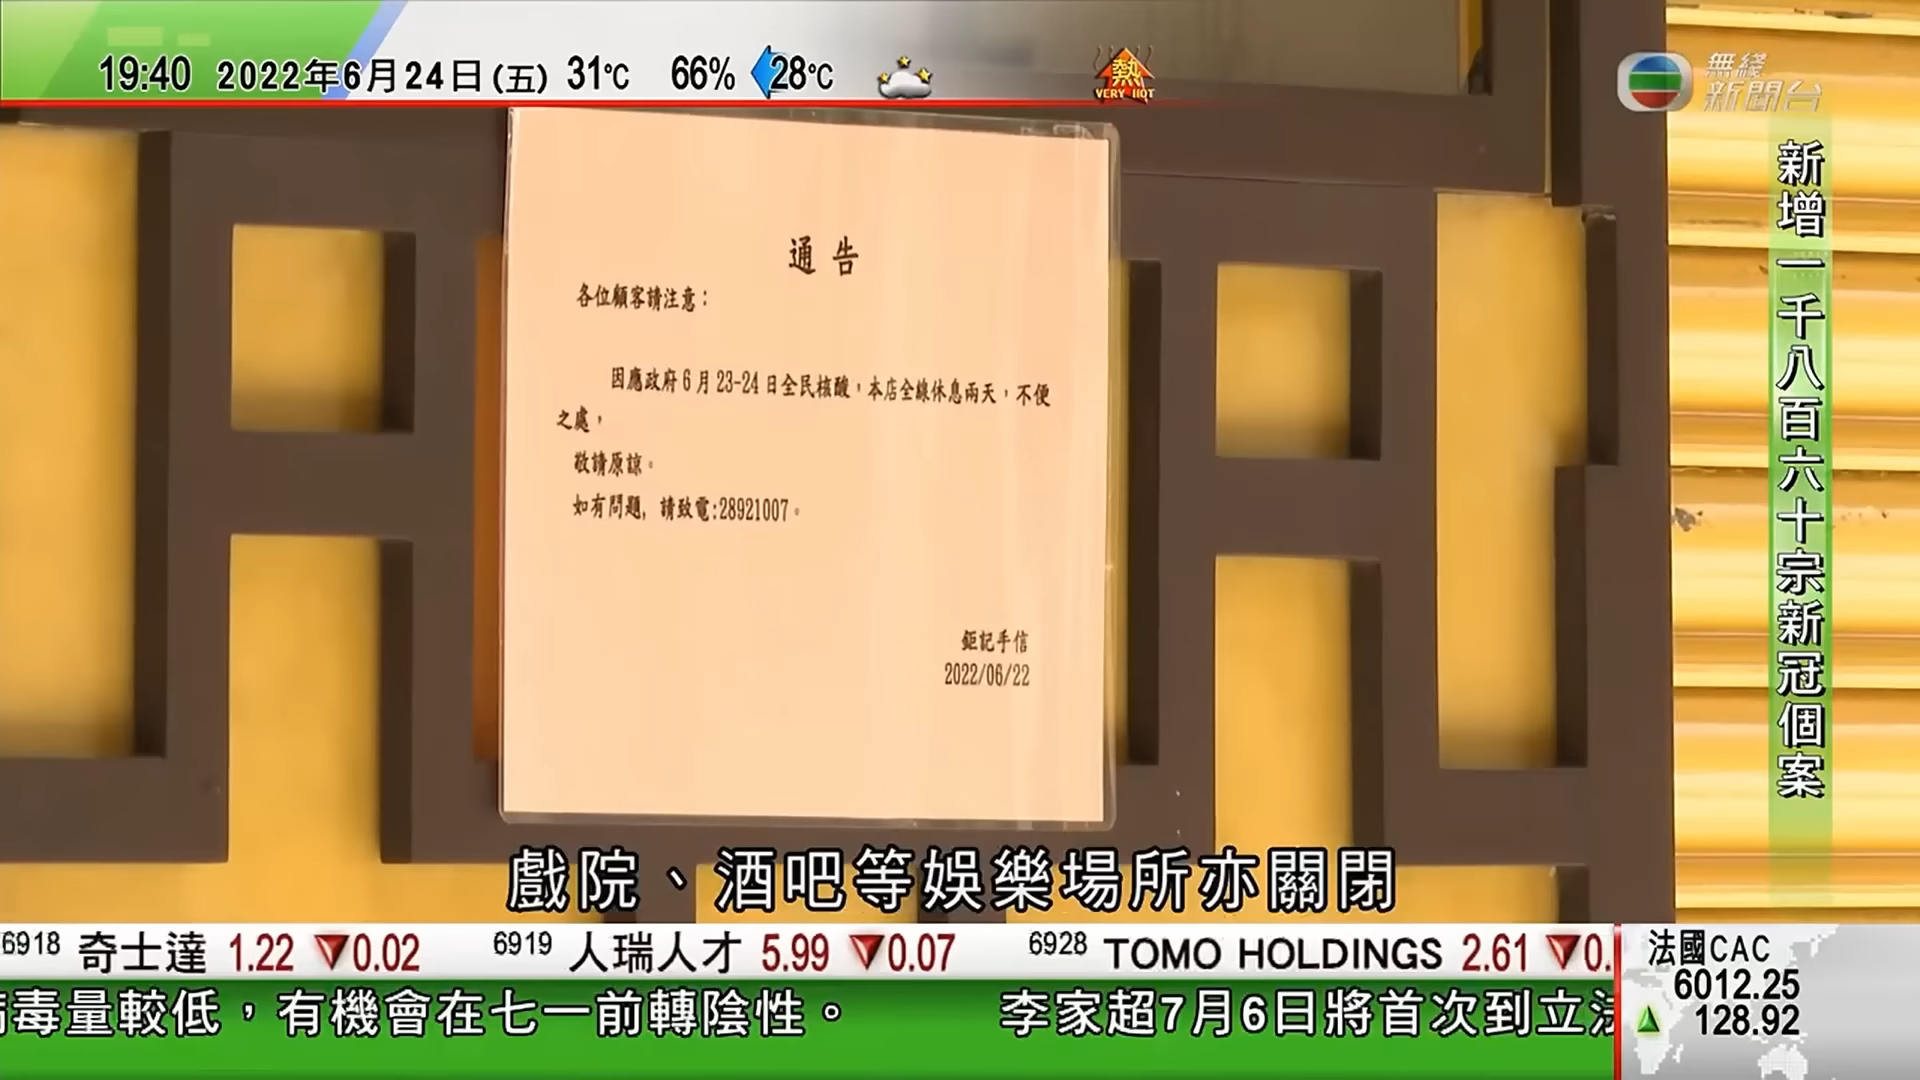 19:40 2022年6月24日(五) 31℃ 66% 28℃
熱
VERY HOT
無綫
新聞台
新增一千八百六十宗新冠個案
通告
各位顧客請注意：
因應政府6月23-24日全民核酸，本店全線休息兩天，不便
之處，
敬請原諒。
如有問題, 請致電:28921007。
鉅記手信
2022/06/22
戲院、酒吧等娛樂場所亦關閉
6918 奇士達 1.22 ▼0.02 6919 人瑞人才 5.99 ▼0.07 6928 TOMO HOLDINGS 2.61 ▼0.
毒量較低，有機會在七一前轉陰性。 李家超7月6日將首次到立
法國CAC
6012.25
▲ 128.92